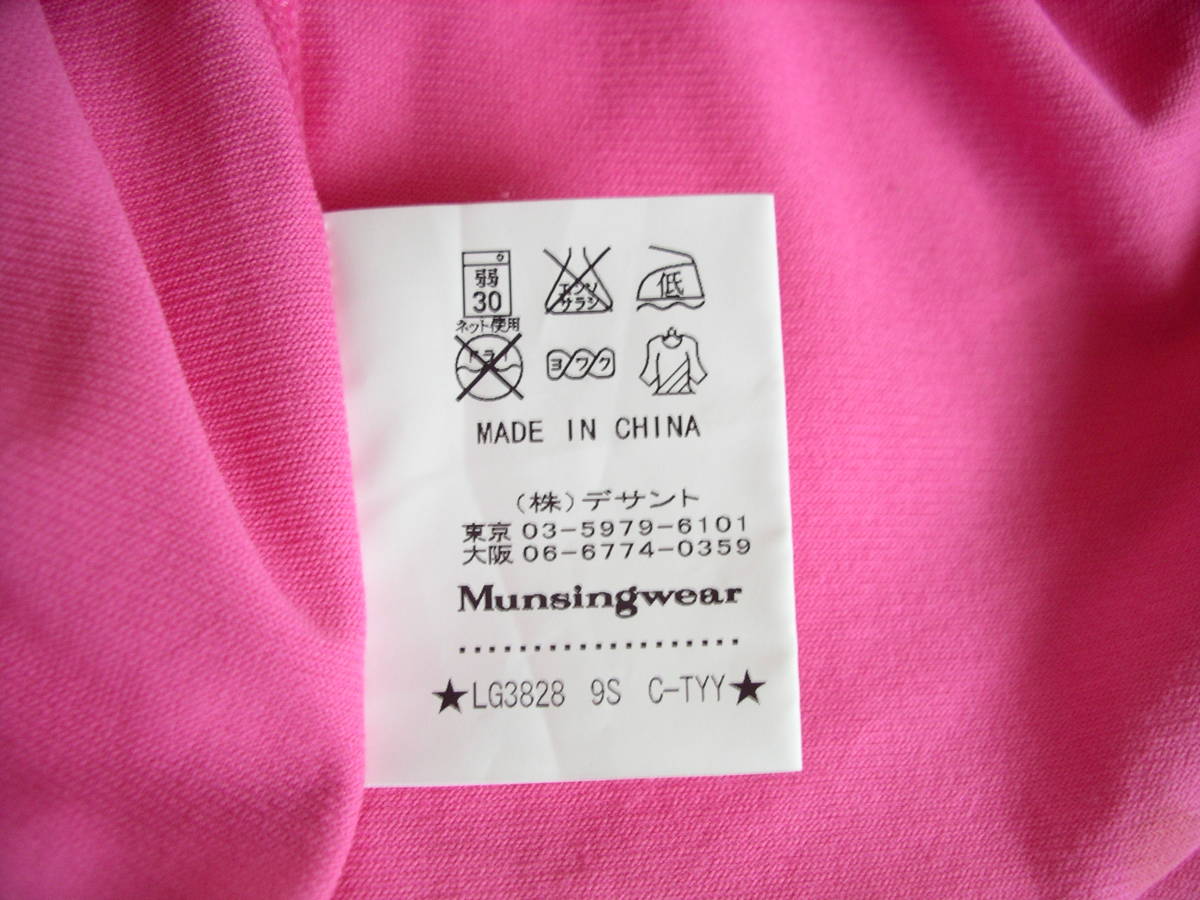 弱 エンソ 低
30 サラシ
ネット使用
ドライ ヨワク
MADE IN CHINA
(株)デサント
東京 03-5979-6101
大阪 06-6774-0359
Munsingwear
★LG3828 9S C-TYY★